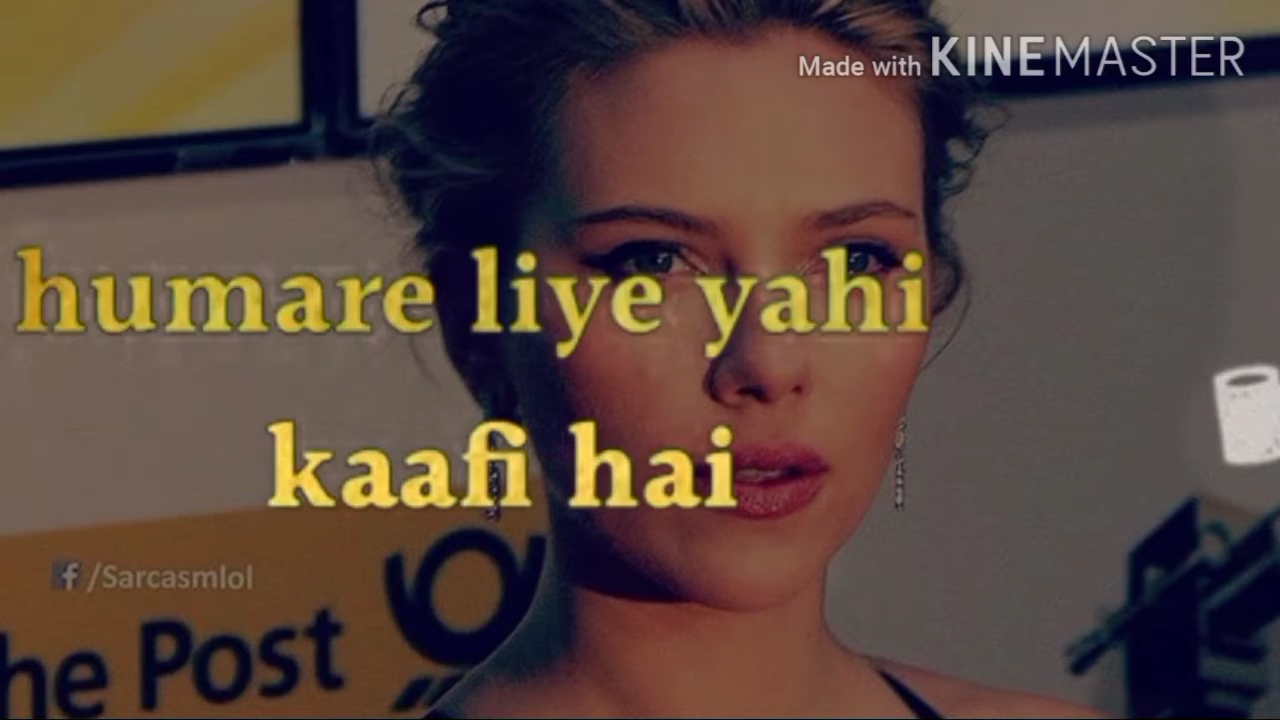 Made with KINEMASTER
humare liye yahi
kaafi hai
f/Sarcasmlol
he Post